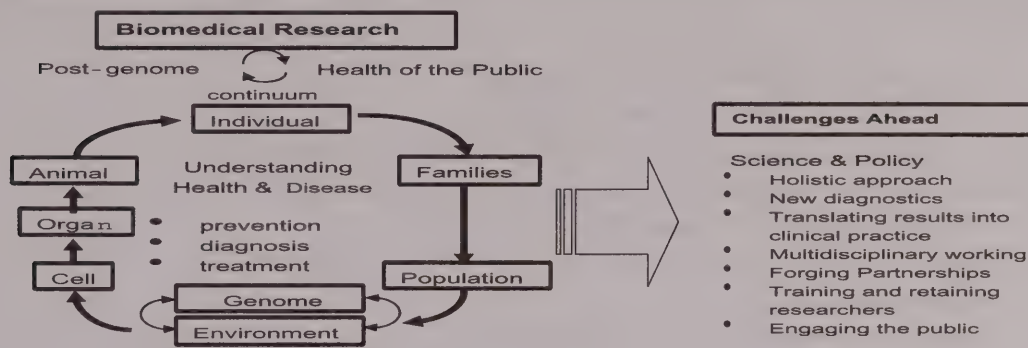 Biomedical Research
Post-genome
Health of the Public
continuum
Individual
Animal
Understanding
Health & Disease
Families
Organ
• prevention
• diagnosis
• treatment
Cell
Population
Genome
Environment
Challenges Ahead
Science & Policy
• Holistic approach
• New diagnostics
• Translating results into
clinical practice
• Multidisciplinary working
• Forging Partnerships
• Training and retaining
researchers
• Engaging the public